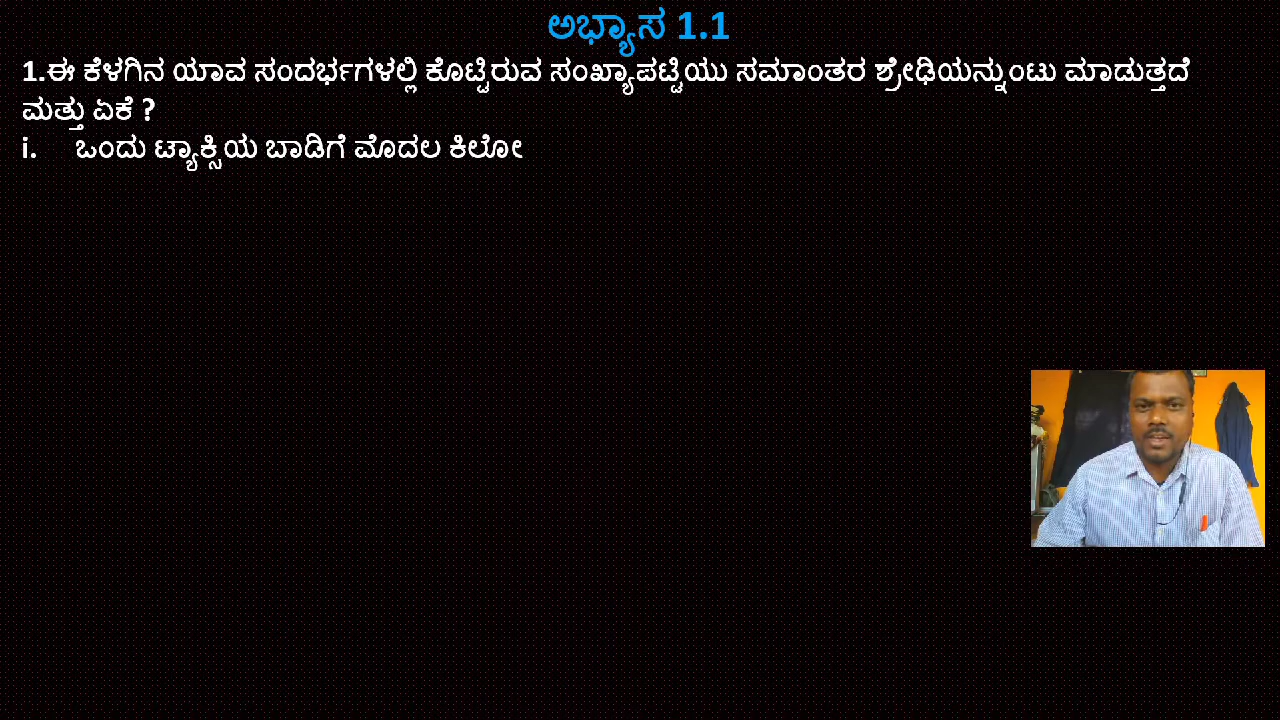 ಅಭ್ಯಾಸ 1.1
1.ಈ ಕೆಳಗಿನ ಯಾವ ಸಂದರ್ಭಗಳಲ್ಲಿ ಕೊಟ್ಟಿರುವ ಸಂಖ್ಯಾಪಟ್ಟಿಯು ಸಮಾಂತರ ಶ್ರೇಢಿಯನ್ನುಂಟು ಮಾಡುತ್ತದೆ
ಮತ್ತು ಏಕೆ ?
i. ಒಂದು ಟ್ಯಾಕ್ಸಿಯ ಬಾಡಿಗೆ ಮೊದಲ ಕಿಲೋ